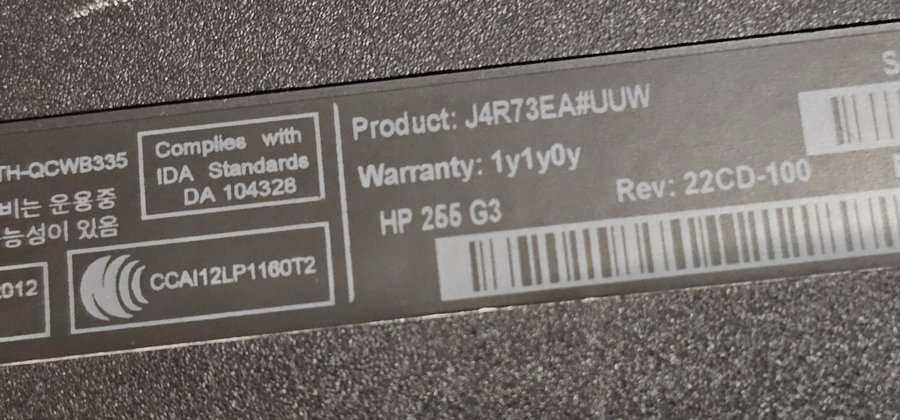 TH-QCWB335
비는 운용중
능성이 있음
2012
Complies with
IDA Standards
DA 104328
CCAI12LP1160T2
Product: J4R73EA#UUW
Warranty: 1y1y0y
HP 255 G3
Rev: 22CD-100
S